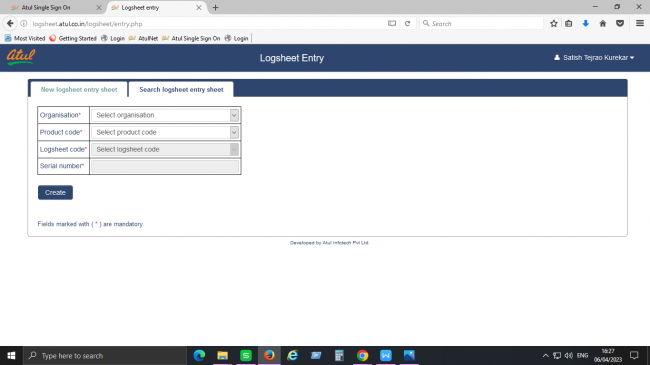 Atul Single Sign On
Logsheet entry
logsheet.atul.co.in/logsheet/entry.php
Search
Most Visited Getting Started Login AtulNet Atul Single Sign On Login
atul
Logsheet Entry
Satish Tejrao Kurekar
New logsheet entry sheet
Search logsheet entry sheet
Organisation* Select organisation
Product code* Select product code
Logsheet code* Select logsheet code
Serial number*
Create
Fields marked with ( * ) are mandatory.
Developed by Atul Infotech Pvt Ltd
Type here to search
ENG
16:27
06/04/2023